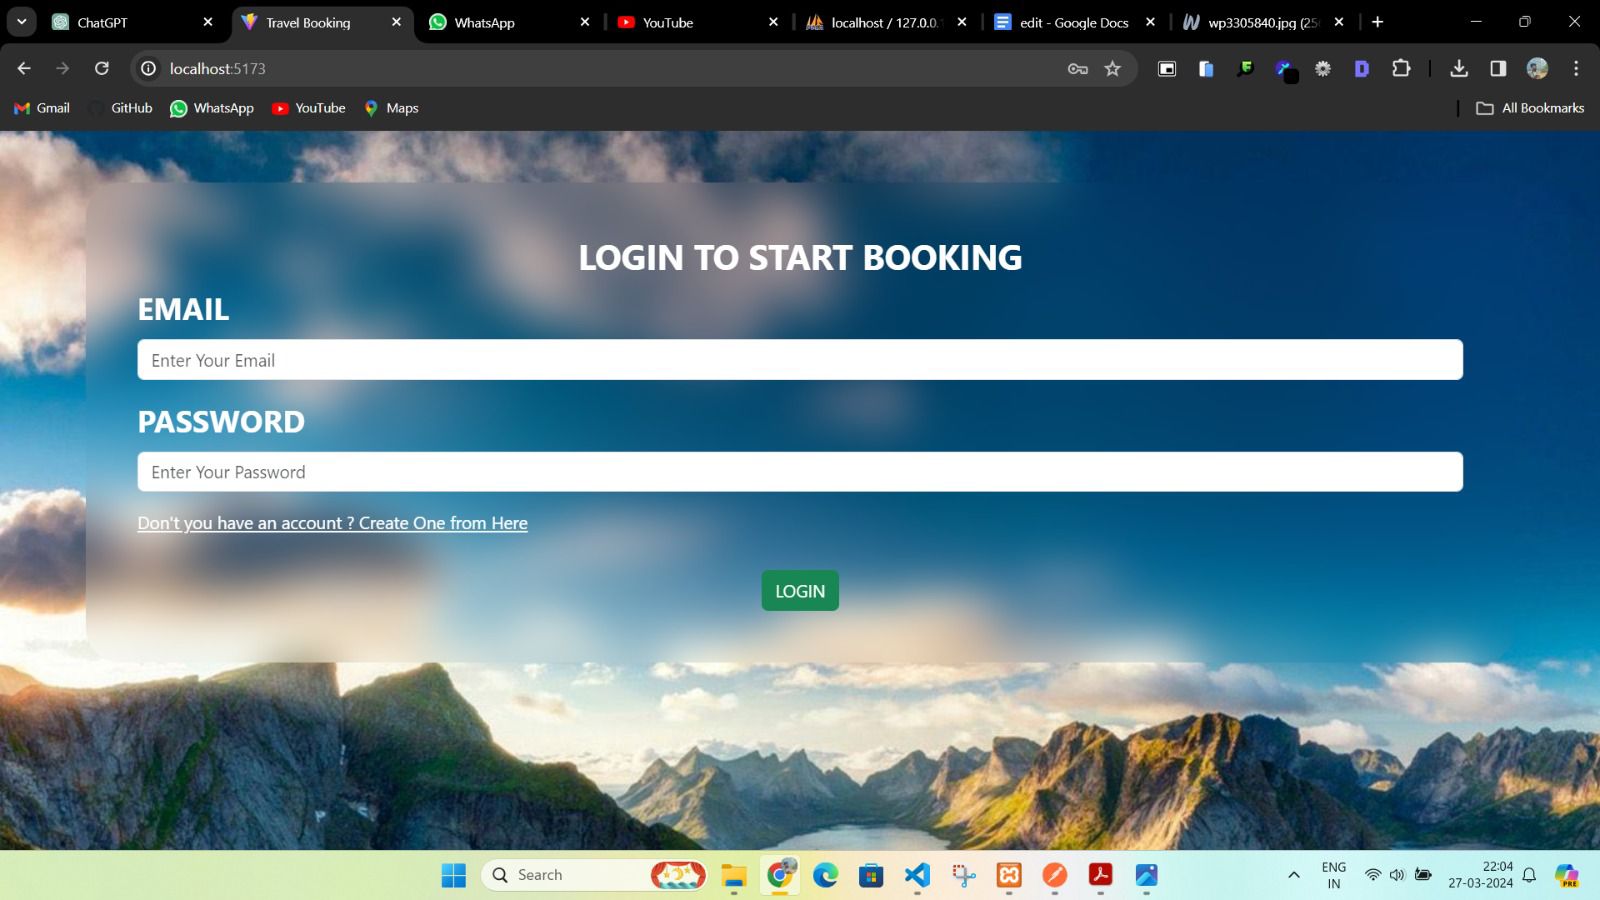 ChatGPT
Travel Booking
WhatsApp
YouTube
localhost / 127.0.0.1
edit - Google Docs
wp3305840.jpg (25
localhost:5173
Gmail
GitHub
WhatsApp
YouTube
Maps
All Bookmarks
LOGIN TO START BOOKING
EMAIL
Enter Your Email
PASSWORD
Enter Your Password
Don't you have an account ? Create One from Here
LOGIN
Search
ENG
IN
22:04
27-03-2024
PRE